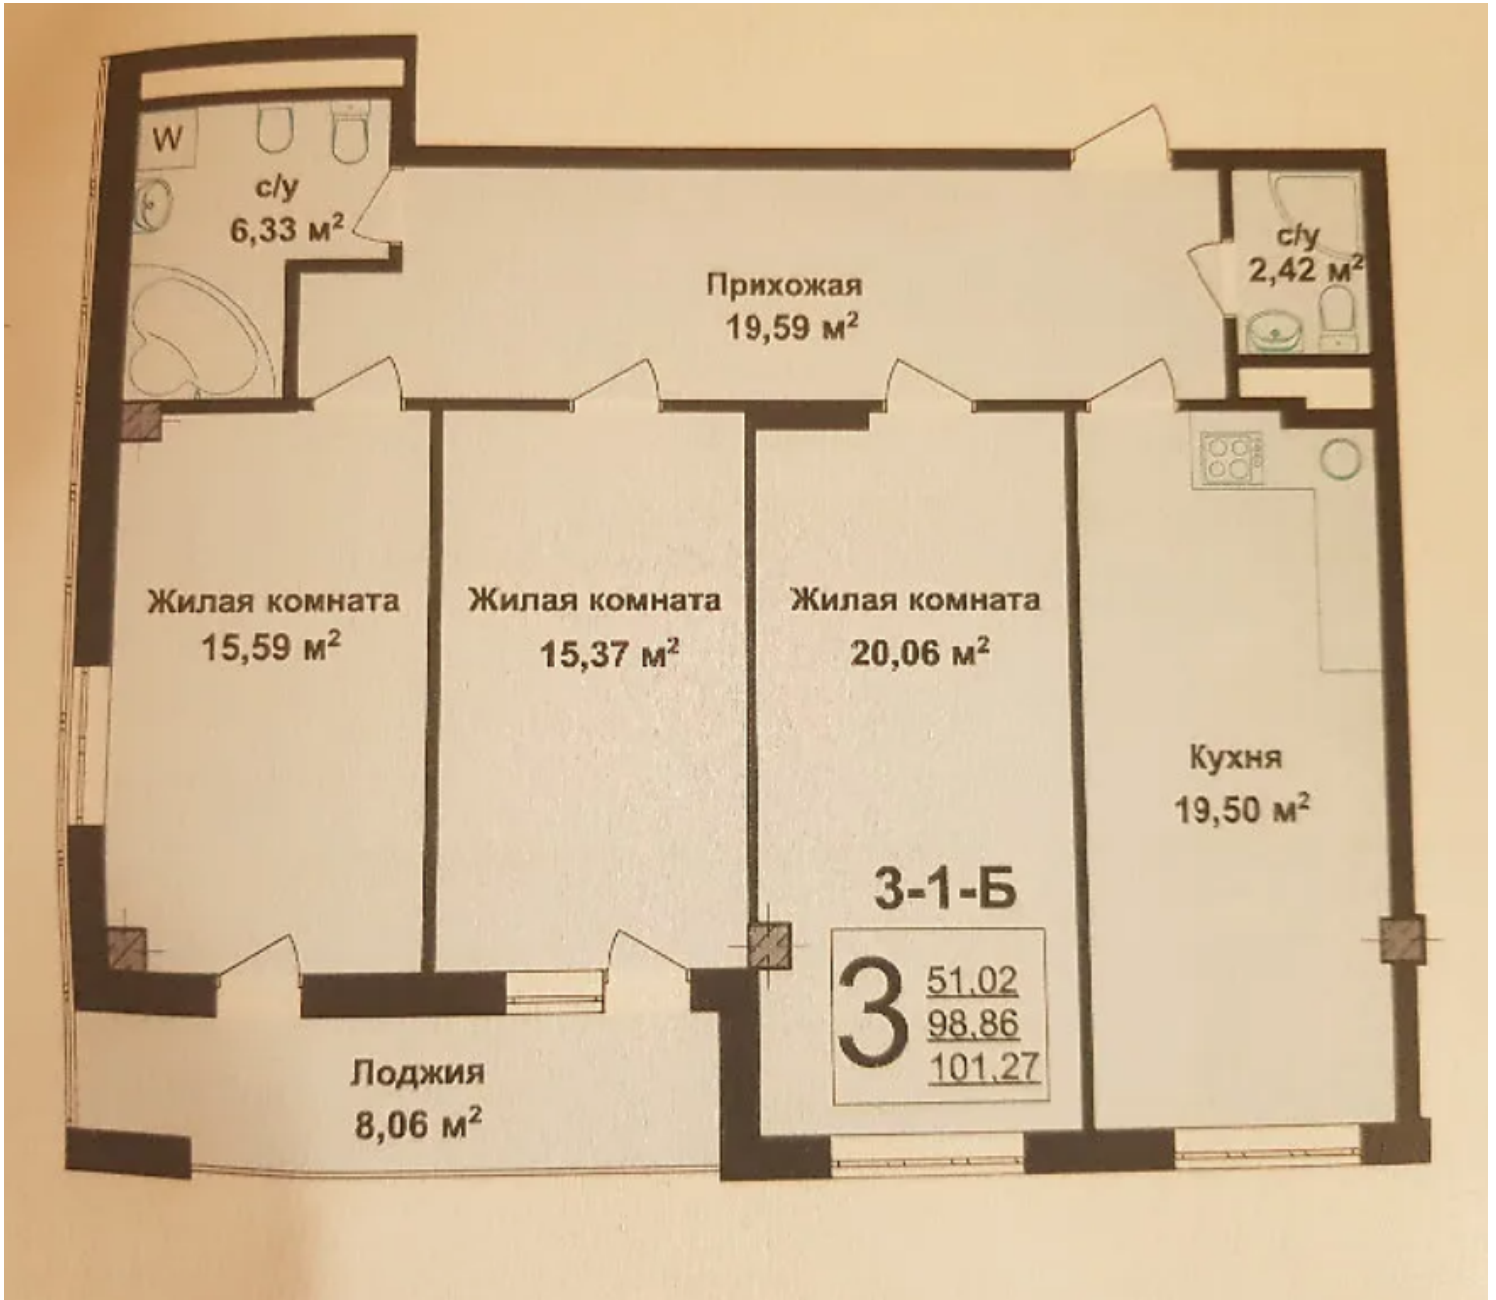 W
с/у
6,33 м²
с/у
2,42 м²
Прихожая
19,59 м²
Жилая комната
15,59 м²
Жилая комната
15,37 м²
Жилая комната
20,06 м²
Кухня
19,50 м²
3-1-Б
3
51,02
98,86
101,27
Лоджия
8,06 м²